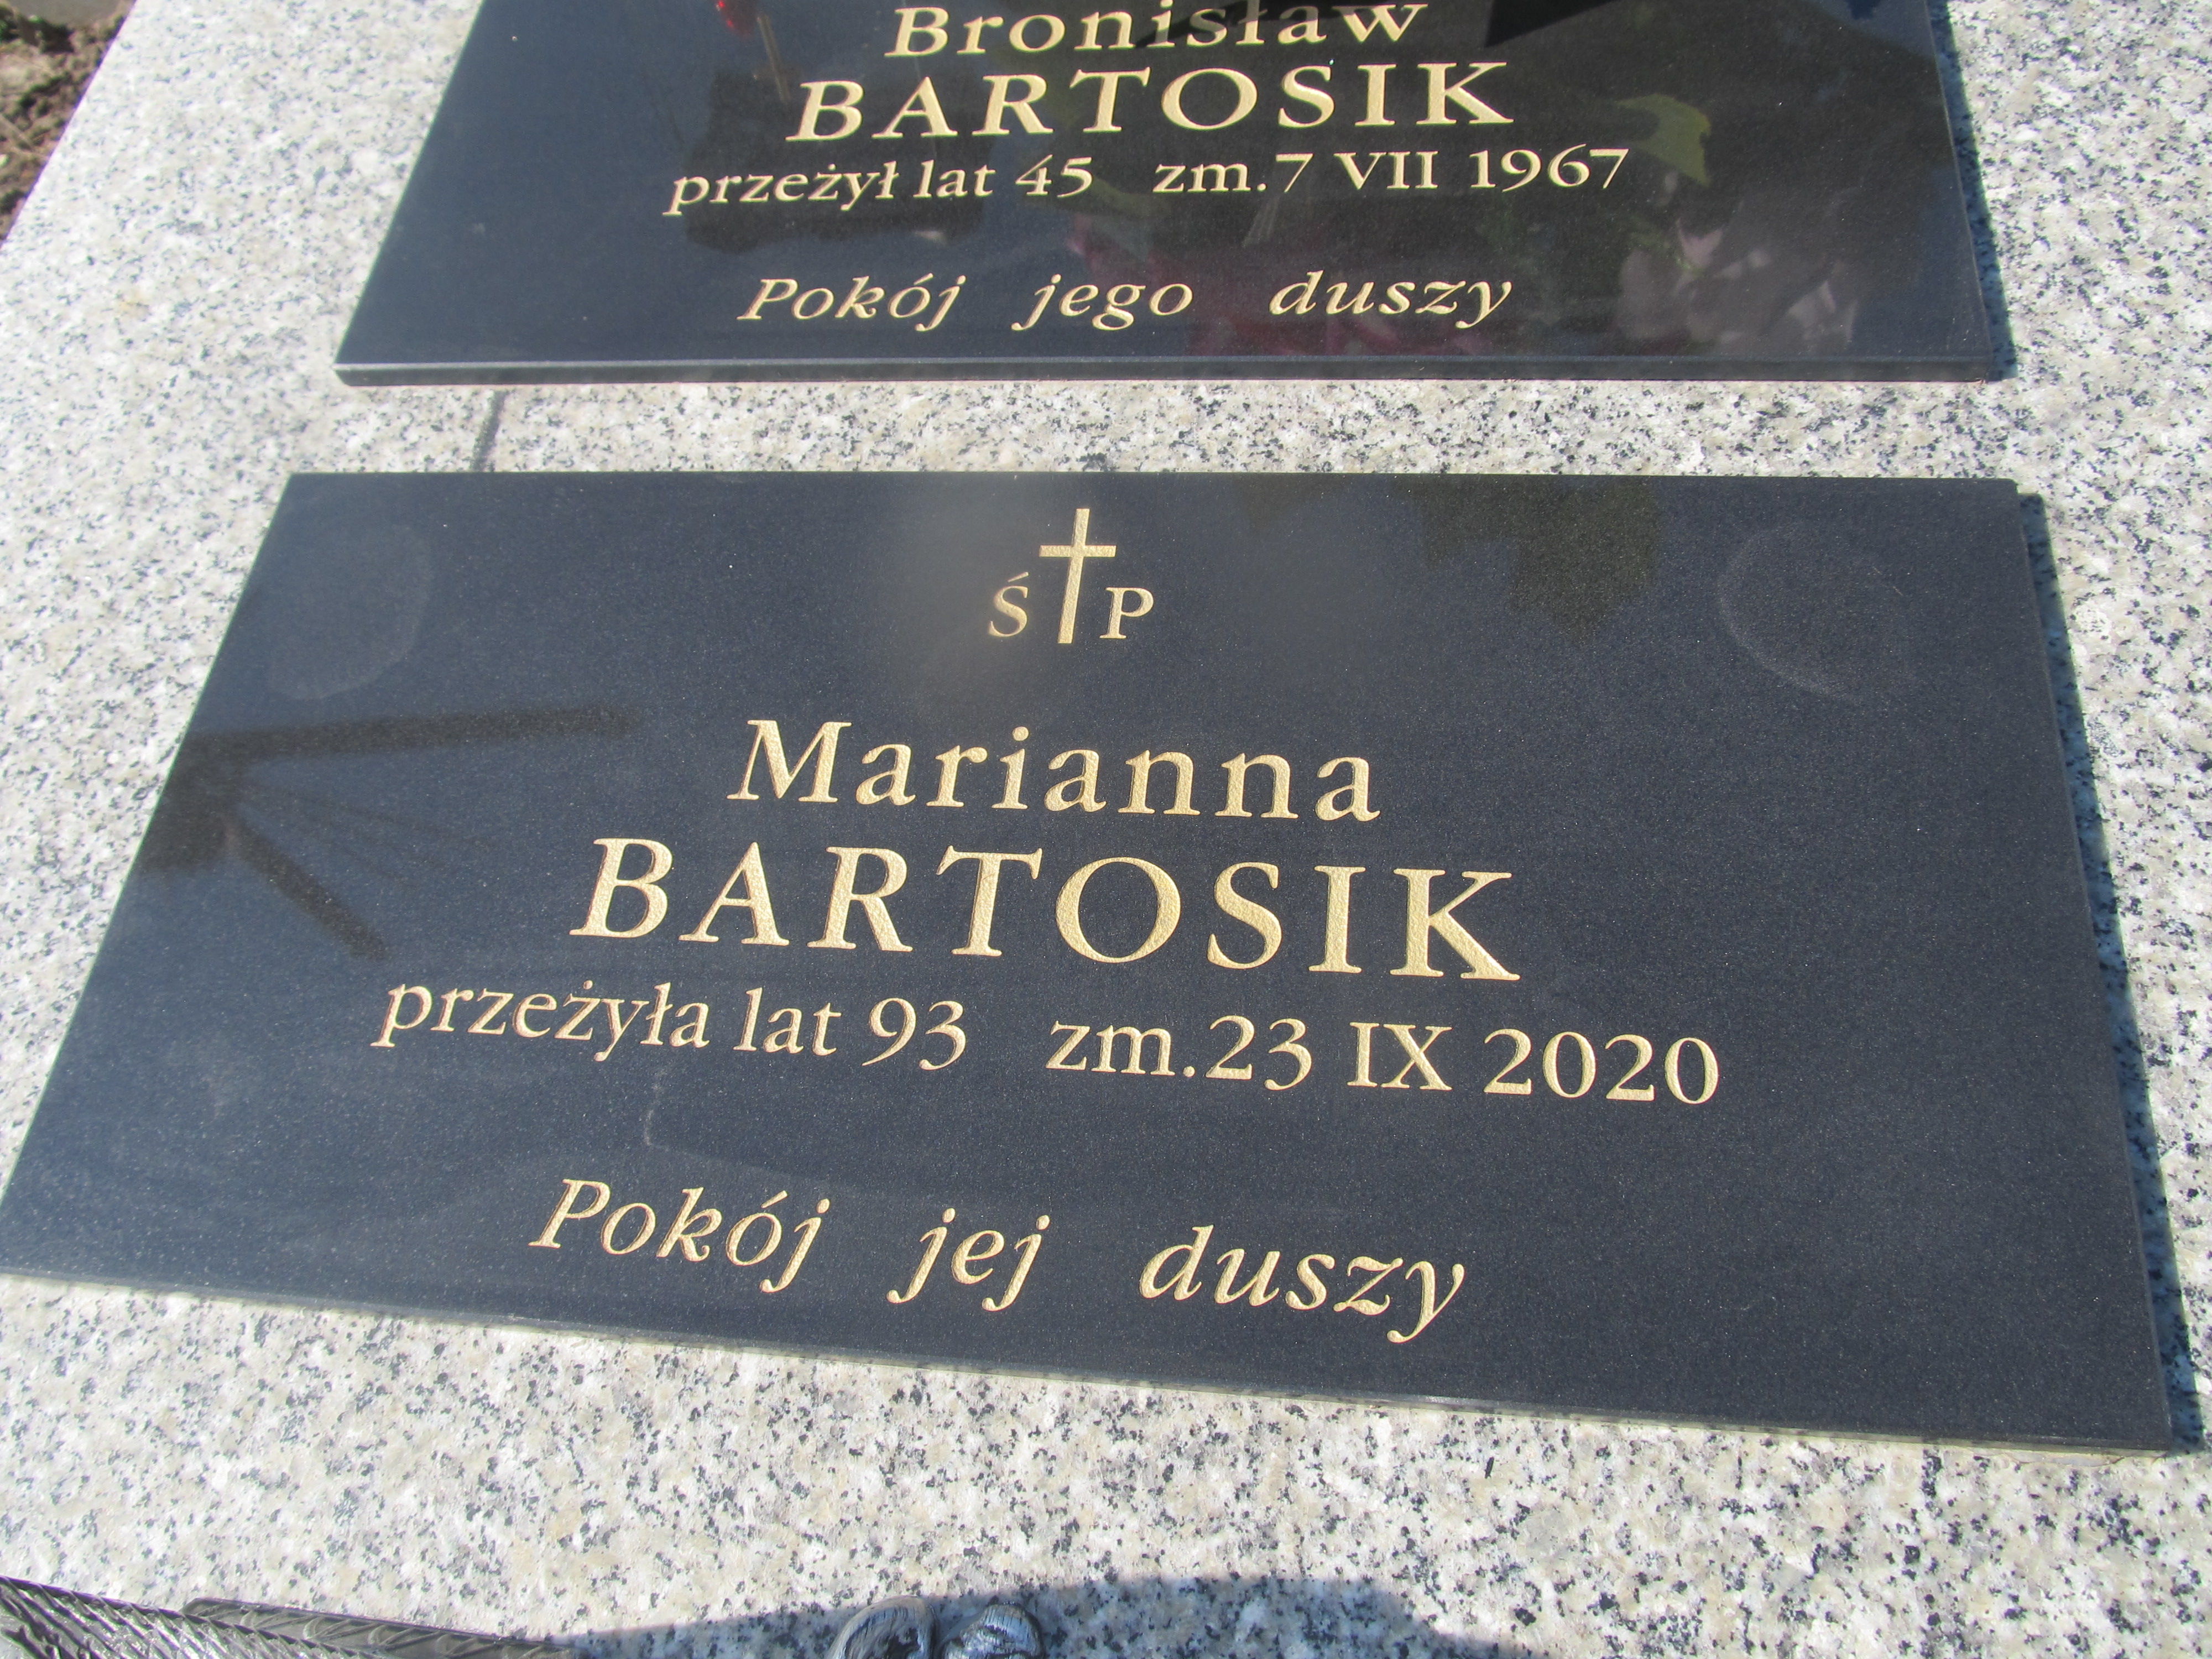 Bronisław
BARTOSIK
przeżył lat 45 zm.7 VII 1967
Pokój jego duszy
Ś P
Marianna
BARTOSIK
przeżyła lat 93 zm.23 IX 2020
Pokój jej duszy